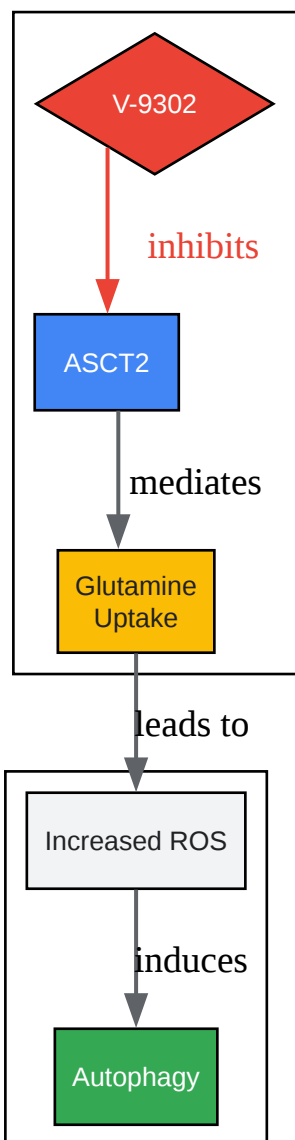 V-9302
inhibits
ASCT2
mediates
Glutamine
Uptake
leads to
Increased ROS
induces
Autophagy